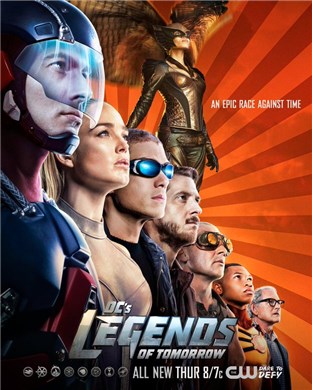 AN EPIC RACE AGAINST TIME
DC's
LEGENDS
OF TOMORROW
ALL NEW THUR 8/7c CW DARE TO
DEFY